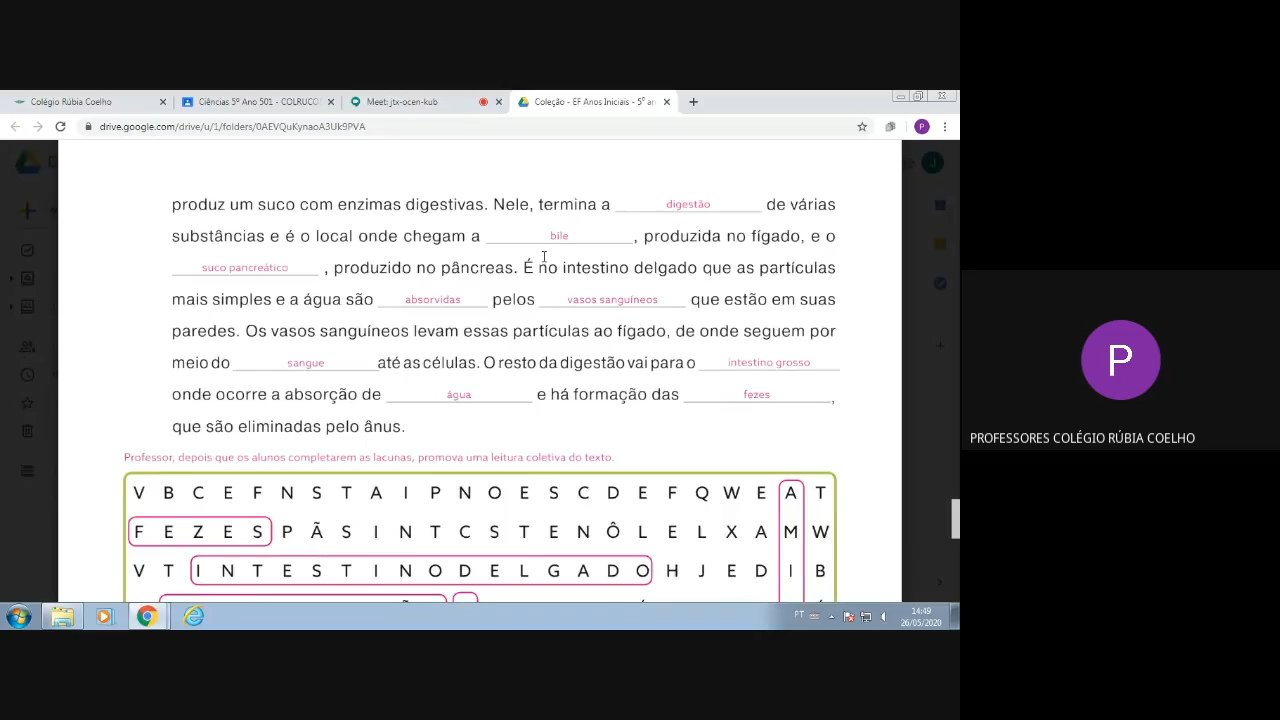 Colégio Rúbia Coelho
Ciências 5º Ano 501 - COLRUCO
Meet: jtx-ocen-kub
Coleção - EF Anos Iniciais - 5º an
drive.google.com/drive/u/1/folders/0AEVQuKynaoA3Uk9PVA
P
J
produz um suco com enzimas digestivas. Nele, termina a digestão de várias
substâncias e é o local onde chegam a bile, produzida no fígado, e o
suco pancreático, produzido no pâncreas. É no intestino delgado que as partículas
mais simples e a água são absorvidas pelos vasos sanguíneos que estão em suas
paredes. Os vasos sanguíneos levam essas partículas ao fígado, de onde seguem por
meio do sangue até as células. O resto da digestão vai para o intestino grosso
onde ocorre a absorção de água e há formação das fezes,
que são eliminadas pelo ânus.
Professor, depois que os alunos completarem as lacunas, promova uma leitura coletiva do texto.
V B C E F N S T A I P N O E S C D E F Q W E A T
F E Z E S P Ã S I N T C S T E N Ô L E L X A M W
V T I N T E S T I N O D E L G A D O H J E D I B
PT
14:49
26/05/2020
P
PROFESSORES COLÉGIO RÚBIA COELHO